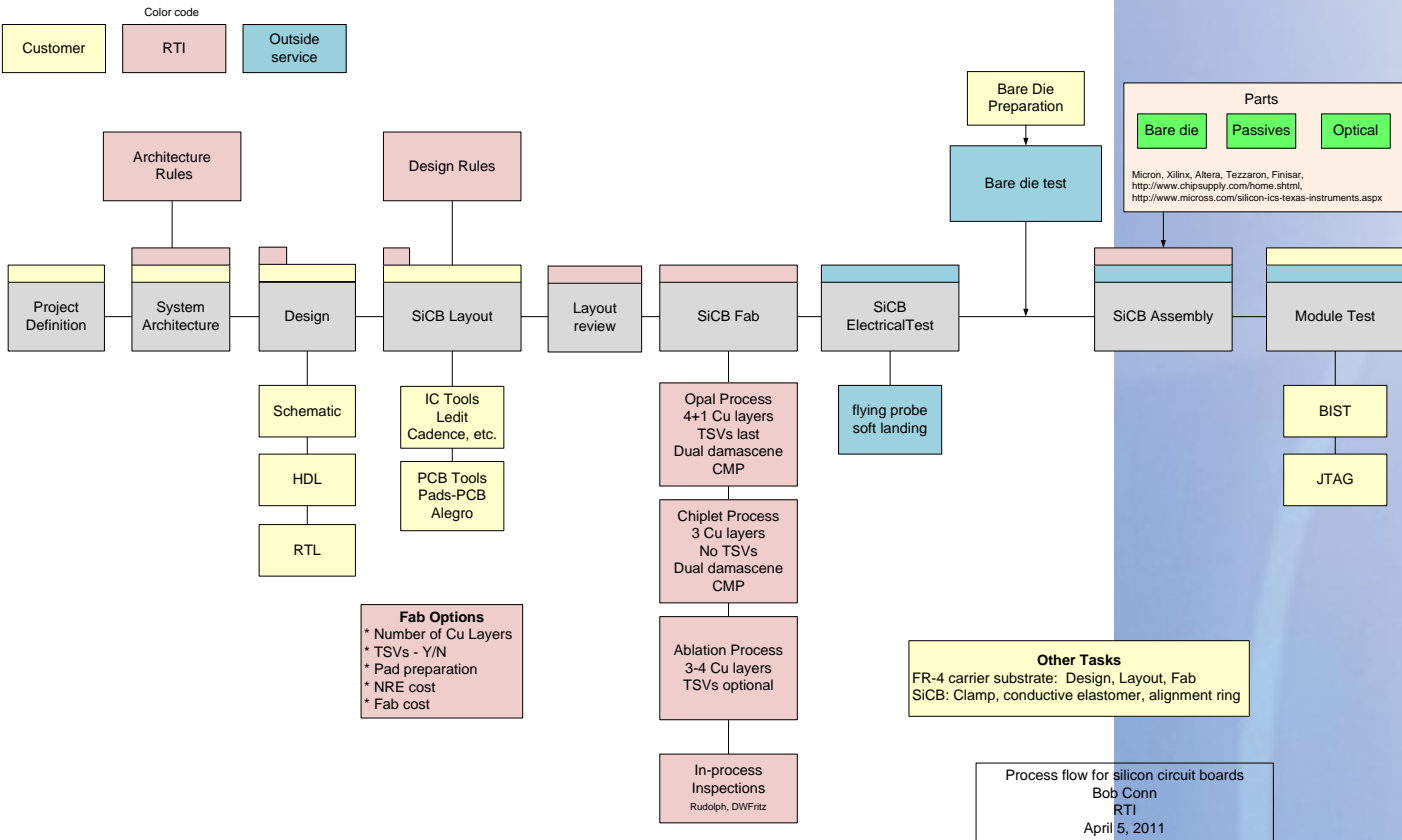 Color code
Customer
RTI
Outside
service
Bare Die
Preparation
Parts
Bare die
Passives
Optical
Micron, Xilinx, Altera, Tezzaron, Finisar,
http://www.chipsupply.com/home.shtml,
http://www.micross.com/silicon-ics-texas-instruments.aspx
Architecture
Rules
Design Rules
Bare die test
Project
Definition
System
Architecture
Design
SiCB Layout
Layout
review
SiCB Fab
SiCB
ElectricalTest
SiCB Assembly
Module Test
Schematic
HDL
RTL
IC Tools
Ledit
Cadence, etc.
PCB Tools
Pads-PCB
Alegro
Opal Process
4+1 Cu layers
TSVs last
Dual damascene
CMP
Chiplet Process
3 Cu layers
No TSVs
Dual damascene
CMP
Ablation Process
3-4 Cu layers
TSVs optional
In-process
Inspections
Rudolph, DWFritz
flying probe
soft landing
BIST
JTAG
Fab Options
* Number of Cu Layers
* TSVs - Y/N
* Pad preparation
* NRE cost
* Fab cost
Other Tasks
FR-4 carrier substrate: Design, Layout, Fab
SiCB: Clamp, conductive elastomer, alignment ring
Process flow for silicon circuit boards
Bob Conn
RTI
April 5, 2011